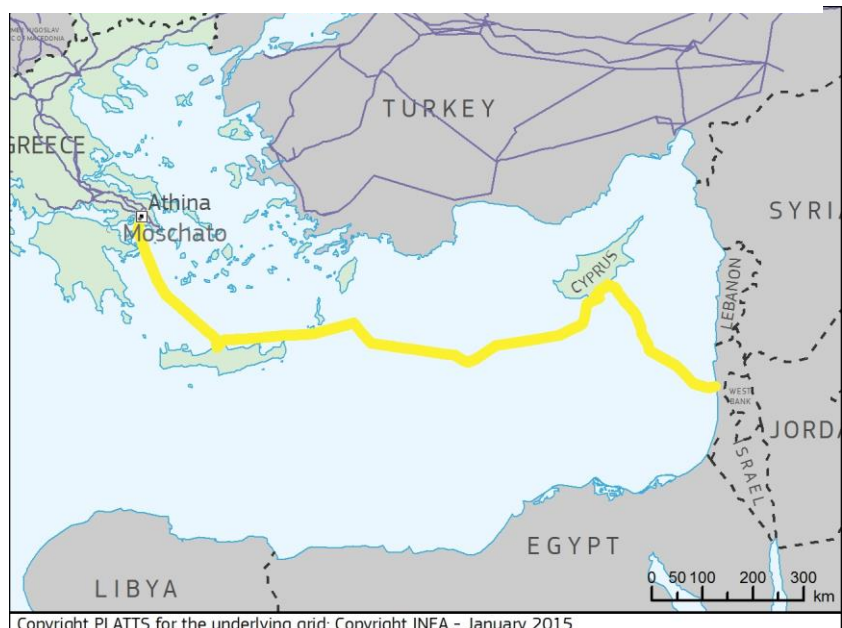 TURKEY
GREECE
Athina
Moschato
SYRIA
CYPRUS
LEBANON
WEST
BANK
JORDA
ISRAEL
EGYPT
LIBYA
0 50 100 200 300
km
Copyright PLATTS for the underlying grid; Copyright INEA - January 2015